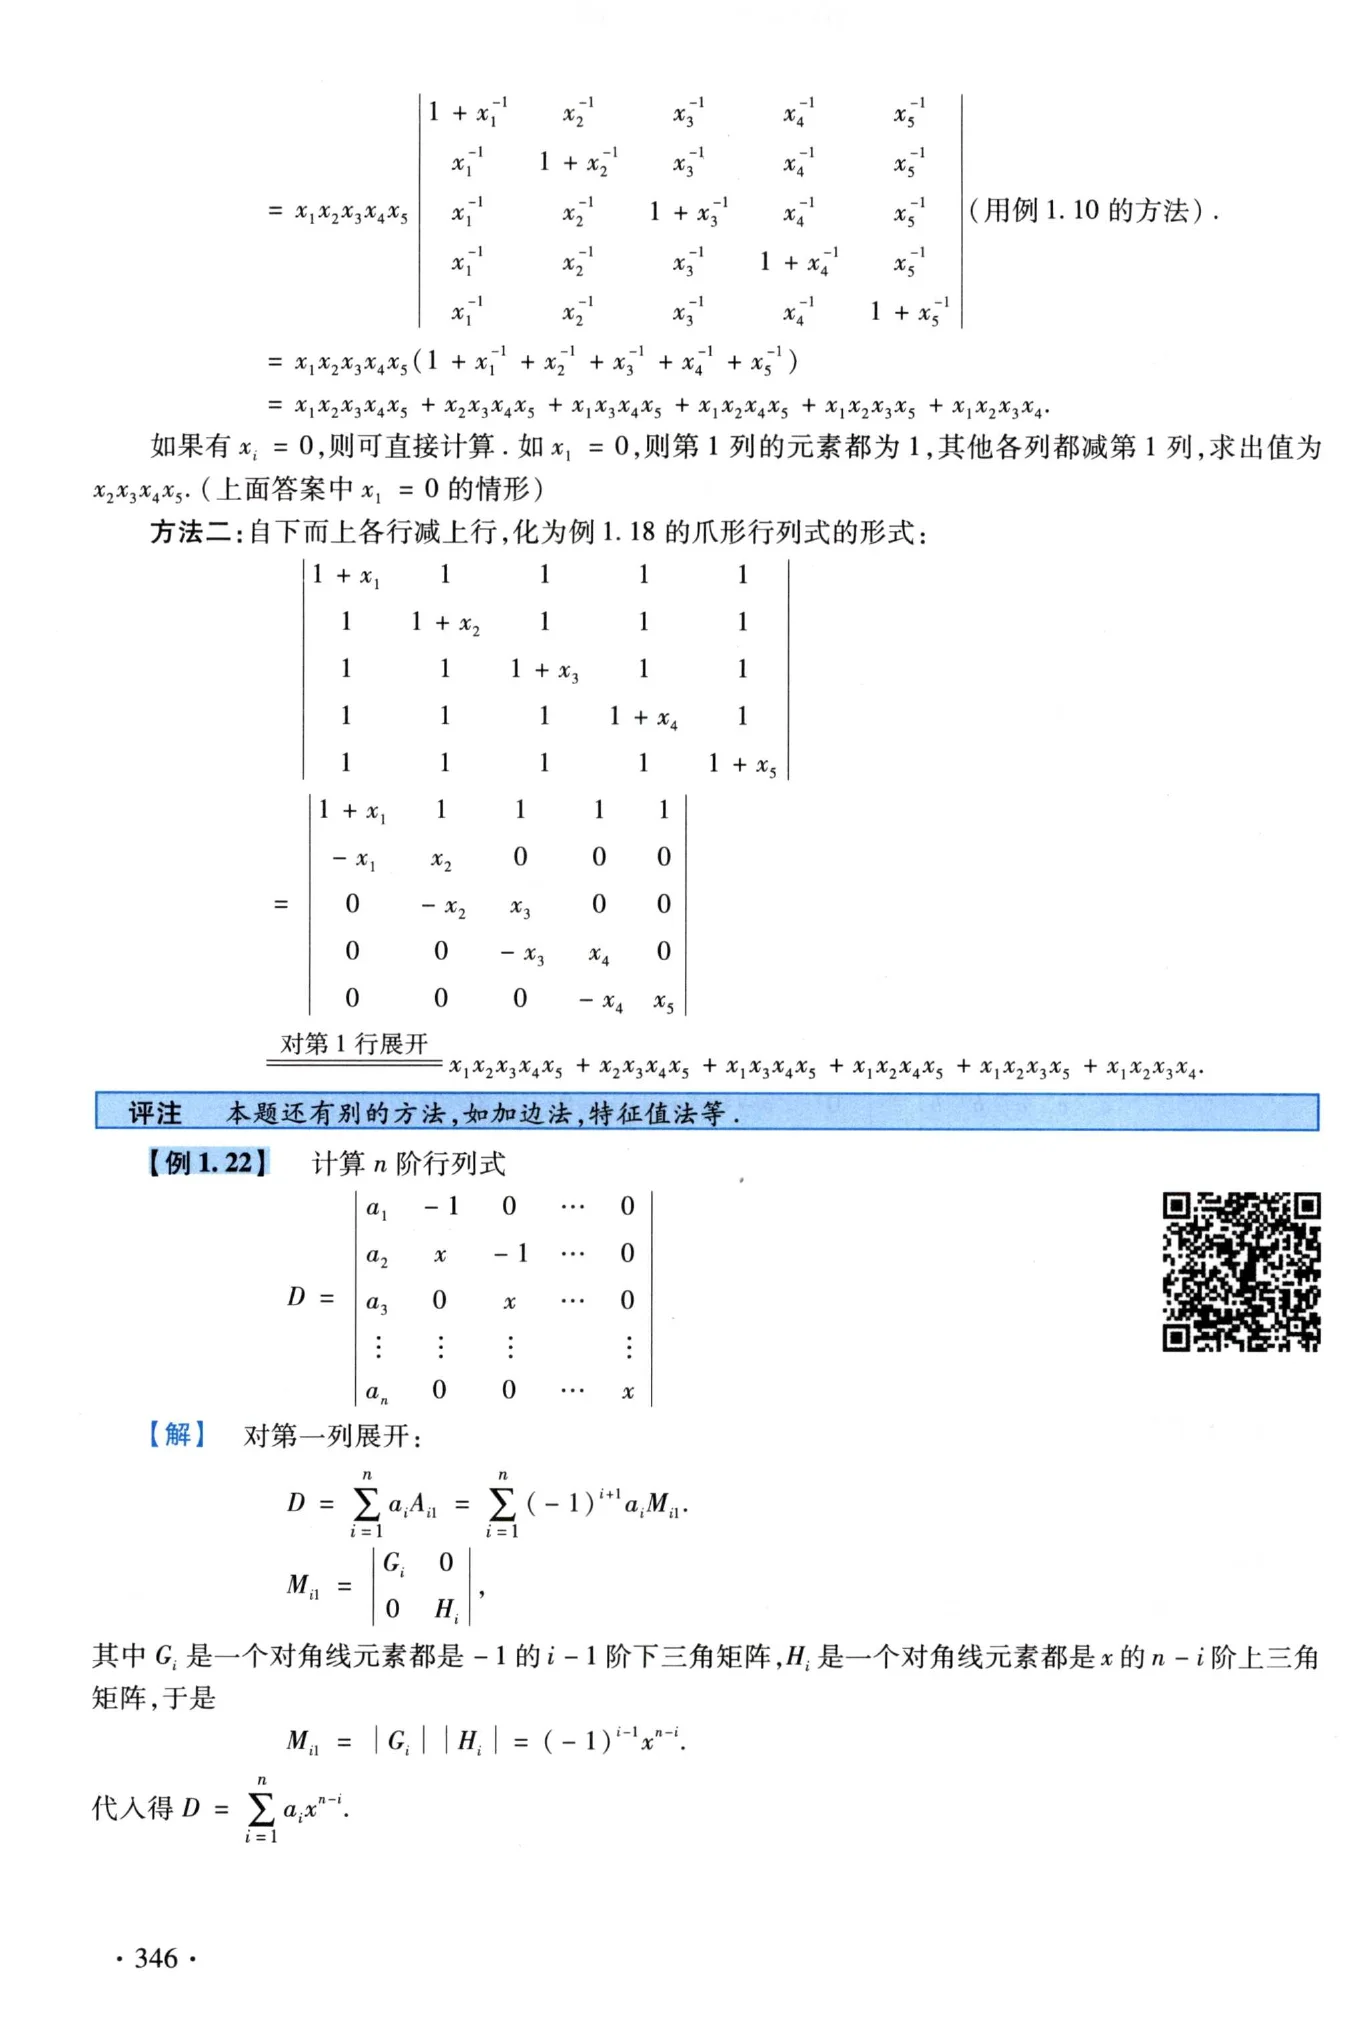 = x₁x₂x₃x₄x₅ | 1 + x₁⁻¹ x₂⁻¹ x₃⁻¹ x₄⁻¹ x₅⁻¹ |
| x₁⁻¹ 1 + x₂⁻¹ x₃⁻¹ x₄⁻¹ x₅⁻¹ |
| x₁⁻¹ x₂⁻¹ 1 + x₃⁻¹ x₄⁻¹ x₅⁻¹ | (用例1.10的方法).
| x₁⁻¹ x₂⁻¹ x₃⁻¹ 1 + x₄⁻¹ x₅⁻¹ |
| x₁⁻¹ x₂⁻¹ x₃⁻¹ x₄⁻¹ 1 + x₅⁻¹ |
= x₁x₂x₃x₄x₅(1 + x₁⁻¹ + x₂⁻¹ + x₃⁻¹ + x₄⁻¹ + x₅⁻¹)
= x₁x₂x₃x₄x₅ + x₂x₃x₄x₅ + x₁x₃x₄x₅ + x₁x₂x₄x₅ + x₁x₂x₃x₅ + x₁x₂x₃x₄.
如果有 xᵢ = 0,则可直接计算.如 x₁ = 0,则第1列的元素都为1,其他各列都减第1列,求出值为
x₂x₃x₄x₅.(上面答案中 x₁ = 0 的情形)
方法二:自下而上各行减上行,化为例1.18的爪形行列式的形式:
| 1 + x₁ 1 1 1 1 |
| 1 1 + x₂ 1 1 1 |
| 1 1 1 + x₃ 1 1 |
| 1 1 1 1 + x₄ 1 |
| 1 1 1 1 1 + x₅ |
| 1 + x₁ 1 1 1 1 |
| - x₁ x₂ 0 0 0 |
= | 0 - x₂ x₃ 0 0 |
| 0 0 - x₃ x₄ 0 |
| 0 0 0 - x₄ x₅ |
对第1行展开
x₁x₂x₃x₄x₅ + x₂x₃x₄x₅ + x₁x₃x₄x₅ + x₁x₂x₄x₅ + x₁x₂x₃x₅ + x₁x₂x₃x₄.
评注 本题还有别的方法,如加边法,特征值法等.
【例1.22】 计算 n 阶行列式
| a₁ - 1 0 ⋯ 0 |
| a₂ x - 1 ⋯ 0 |
D = | a₃ 0 x ⋯ 0 |
| ⋮ ⋮ ⋮ ⋮ |
| aₙ 0 0 ⋯ x |
【解】 对第一列展开:
D = ∑ⁿᵢ₌₁ aᵢAᵢ₁ = ∑ⁿᵢ₌₁ (- 1)ⁱ⁺¹aᵢMᵢ₁.
Mᵢ₁ = | Gᵢ 0 |
| 0 Hᵢ | ,
其中 Gᵢ 是一个对角线元素都是 - 1 的 i - 1 阶下三角矩阵,Hᵢ 是一个对角线元素都是 x 的 n - i 阶上三角
矩阵,于是
Mᵢ₁ = | Gᵢ | | Hᵢ | = (- 1)ⁱ⁻¹xⁿ⁻ⁱ.
代入得 D = ∑ⁿᵢ₌₁ aᵢxⁿ⁻ⁱ.
· 346 ·